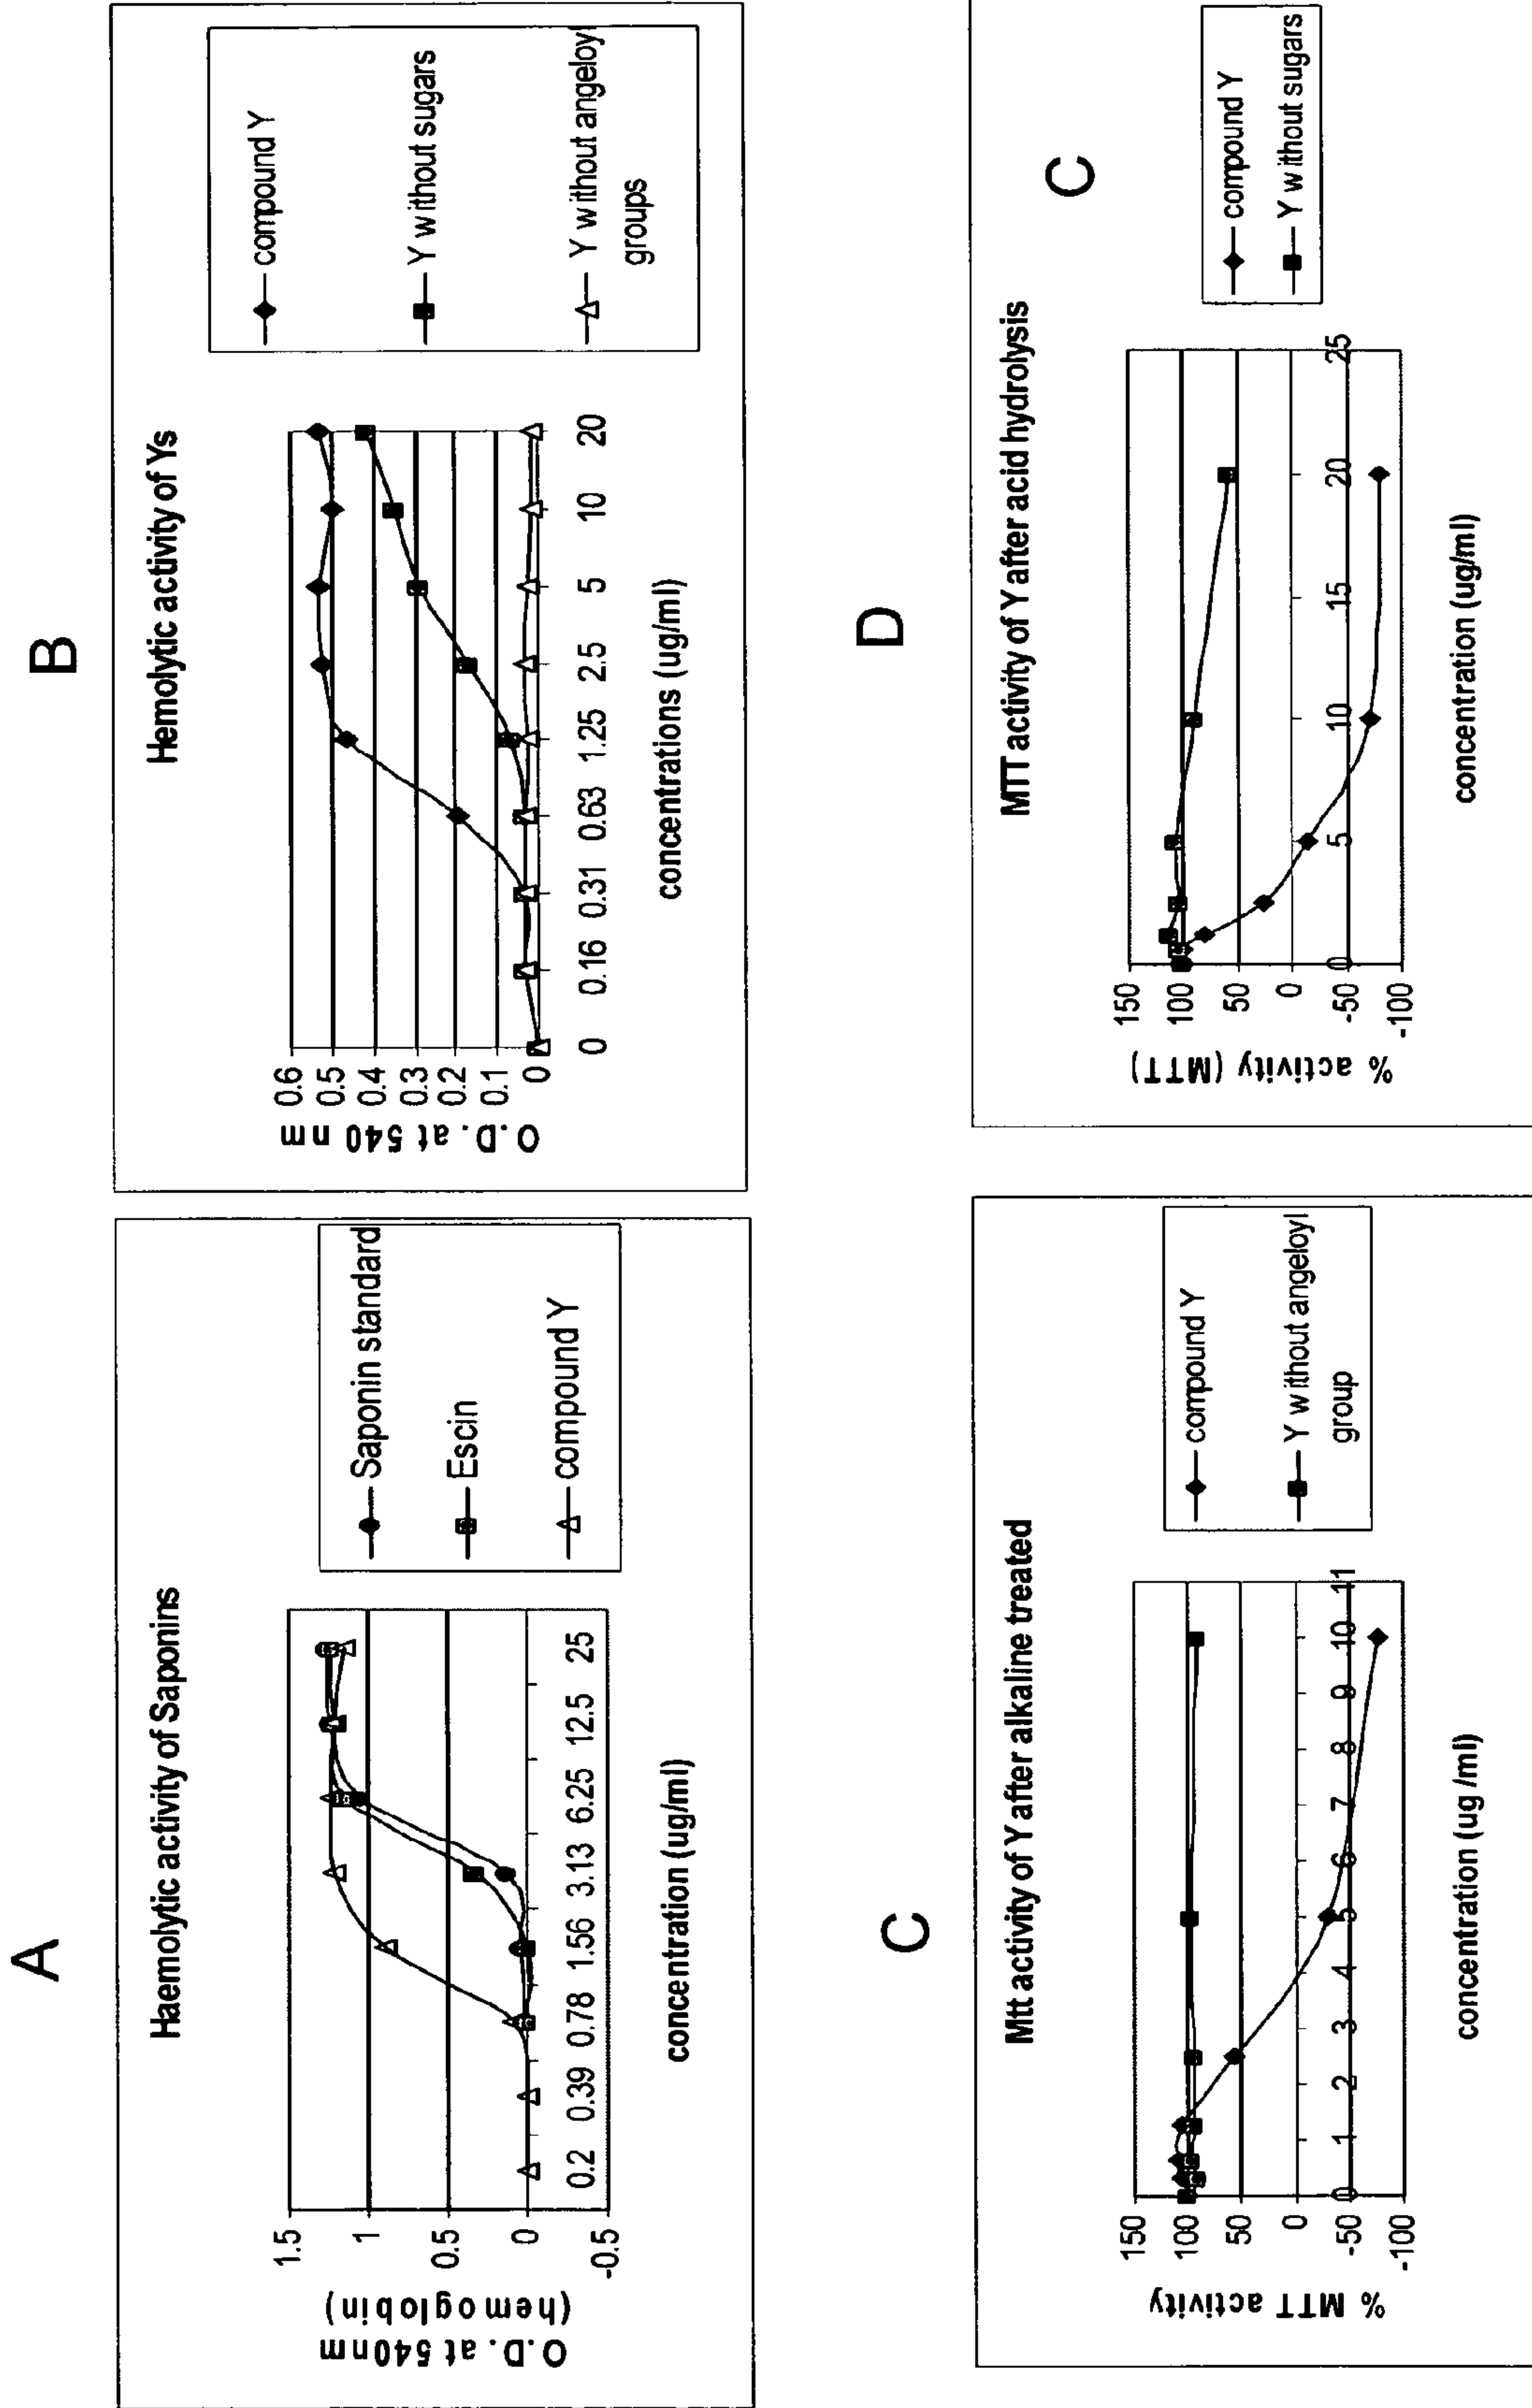 A
Haemolytic activity of Saponins
O.D. at 540nm
(hemoglobin)
1.5
1
0.5
0
-0.5
0.2 0.39 0.78 1.56 3.13 6.25 12.5 25
concentration (ug/ml)
Saponin standard
Escin
compound Y
B
Hemolytic activity of Ys
O.D. at 540 nm
0.6
0.5
0.4
0.3
0.2
0.1
0
0 0.16 0.31 0.63 1.25 2.5 5 10 20
concentrations (ug/ml)
compound Y
Y without sugars
Y without angeloy
groups
C
Mtt activity of Y after alkaline treated
% MTT activity
150
100
50
0
-50
-100
0 1 2 3 4 5 6 7 8 9 10 11
concentration (ug /ml)
compound Y
Y without angeloyl
group
D
MTT activity of Y after acid hydrolysis
% activity (MTT)
150
100
50
0
-50
-100
0 5 10 15 20 25
concentration (ug/ml)
C
compound Y
Y without sugars